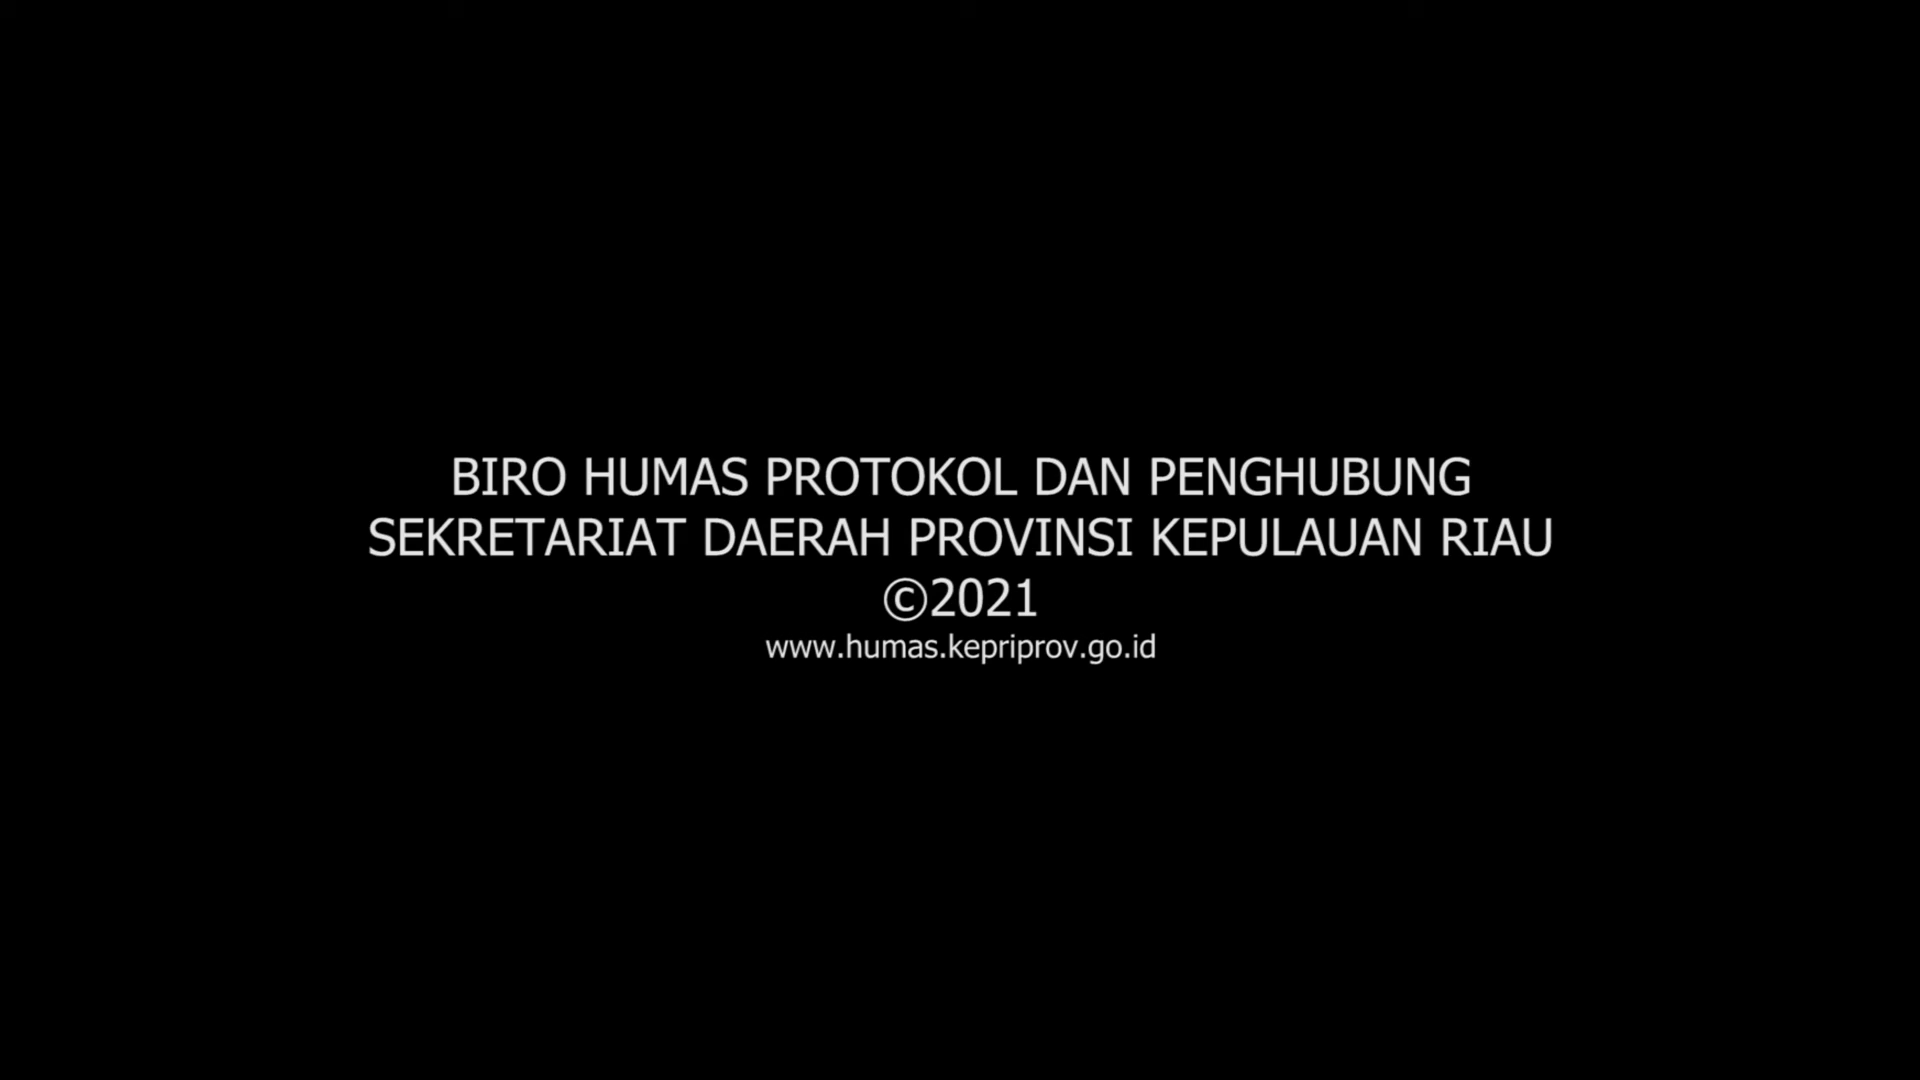 BIRO HUMAS PROTOKOL DAN PENGHUBUNG
SEKRETARIAT DAERAH PROVINSI KEPULAUAN RIAU
©2021
www.humas.kepriprov.go.id